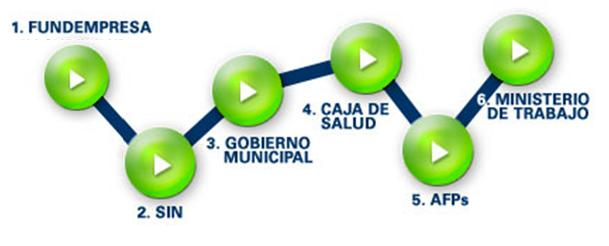 1. FUNDEMPRESA
2. SIN
3. GOBIERNO
MUNICIPAL
4. CAJA DE
SALUD
5. AFPs
6. MINISTERIO
DE TRABAJO